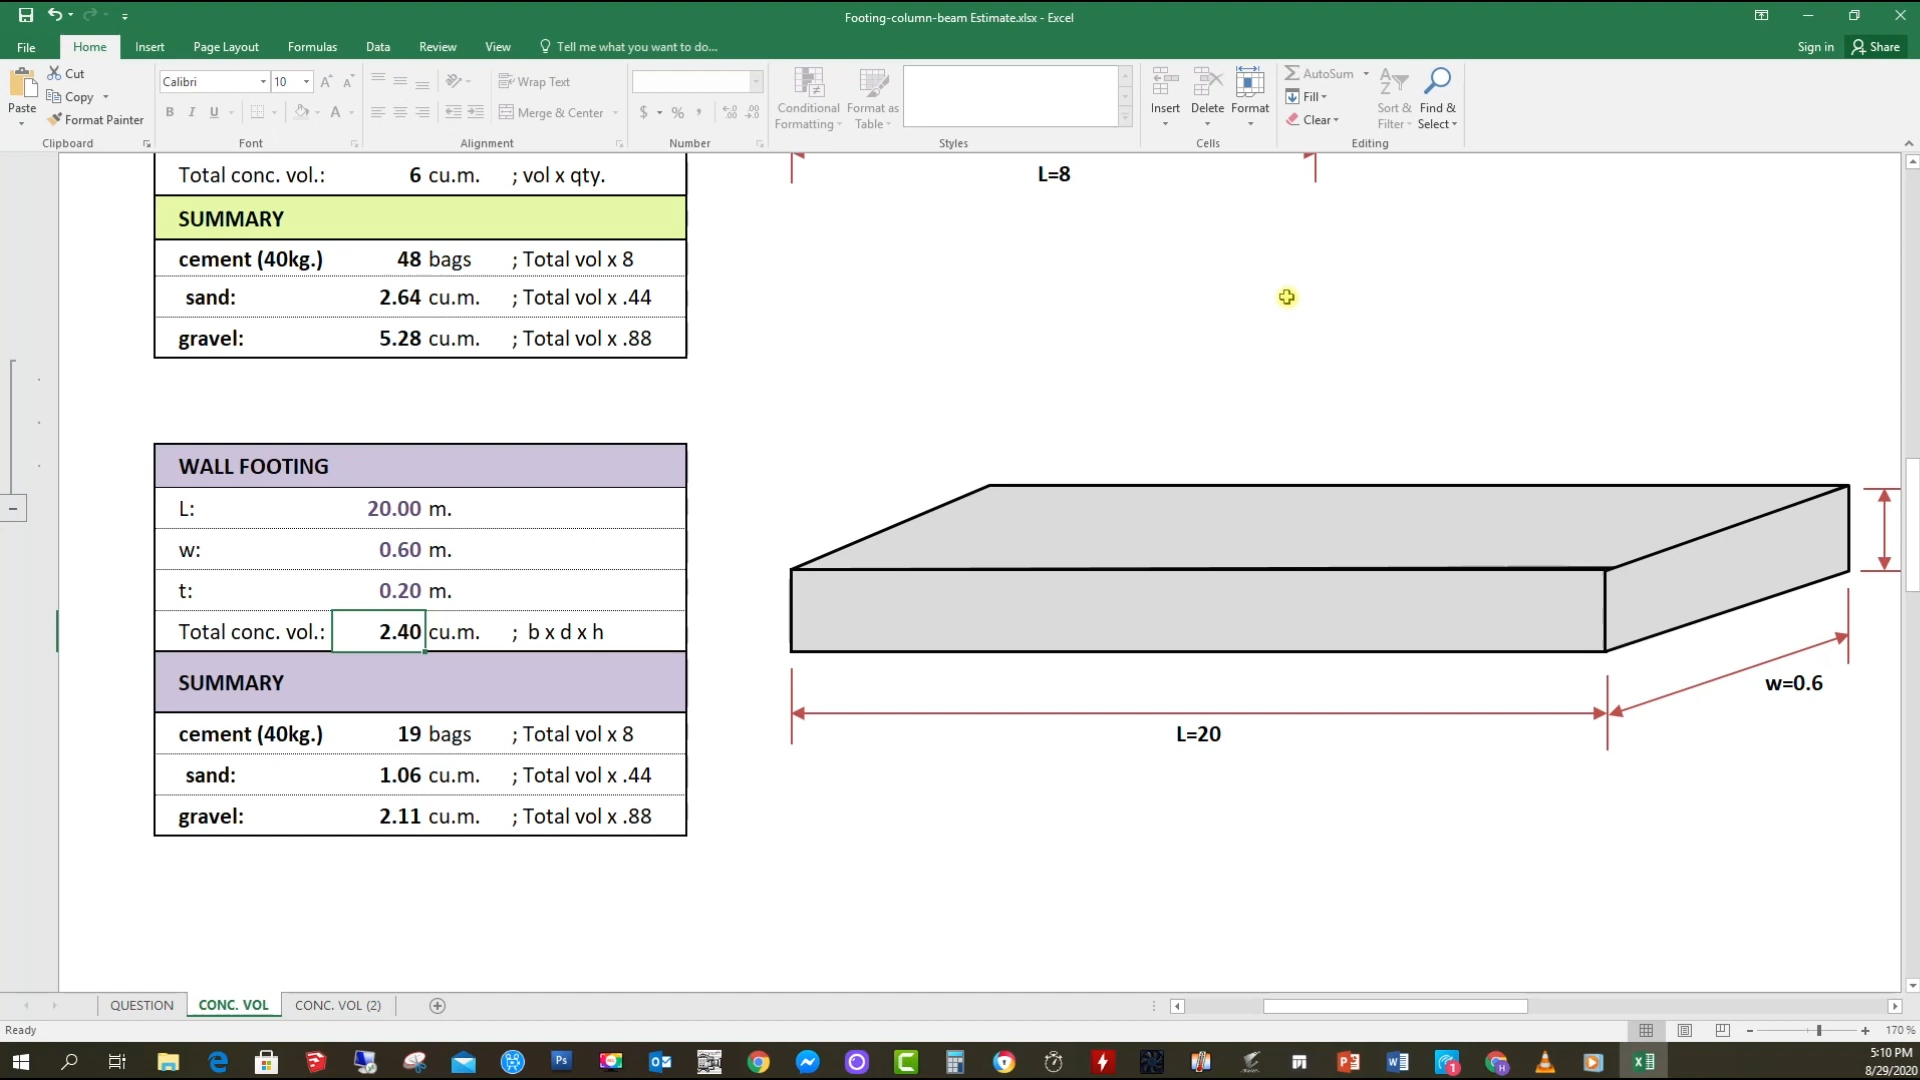 Footing-column-beam Estimate.xlsx - Excel
File Home Insert Page Layout Formulas Data Review View Tell me what you want to do... Sign in Share
Paste Cut Copy Format Painter Clipboard
Calibri 10 A A B I U A Font
Wrap Text Merge & Center Alignment
$ % , Number
Conditional Formatting Format as Table Styles
Insert Delete Format Cells
AutoSum Fill Clear Sort & Filter Find & Select Editing
Total conc. vol.: 6 cu.m. ; vol x qty.
L=8
SUMMARY
cement (40kg.) 48 bags ; Total vol x 8
sand: 2.64 cu.m. ; Total vol x .44
gravel: 5.28 cu.m. ; Total vol x .88
WALL FOOTING
L: 20.00 m.
w: 0.60 m.
t: 0.20 m.
Total conc. vol.: 2.40 cu.m. ; b x d x h
SUMMARY
w=0.6
cement (40kg.) 19 bags ; Total vol x 8
L=20
sand: 1.06 cu.m. ; Total vol x .44
gravel: 2.11 cu.m. ; Total vol x .88
QUESTION CONC. VOL CONC. VOL (2)
Ready 170 %
5:10 PM
8/29/2020